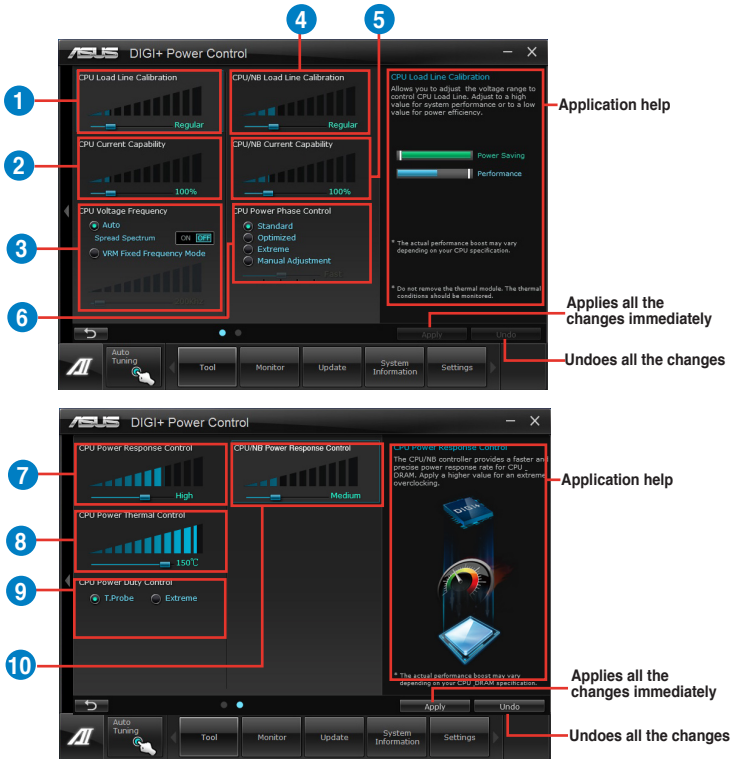 4
5
ASUS DIGI+ Power Control
CPU Load Line Calibration
CPU/NB Load Line Calibration
CPU Load Line Calibration
Allows you to adjust the voltage range to
control CPU Load Line. Adjust to a high
value for system performance or to a low
value for power efficiency.
1
Application help
Regular
Regular
2
CPU Current Capability
CPU/NB Current Capability
Power Saving
Performance
100%
100%
3
CPU Voltage Frequency
Auto
Spread Spectrum ON OFF
VRM Fixed Frequency Mode
CPU Power Phase Control
Standard
Optimized
Extreme
Manual Adjustment
Fast
* The actual performance boost may vary
depending on your CPU specification.
* Do not remove the thermal module. The thermal
conditions should be monitored.
6
Applies all the
changes immediately
Apply
Undo
Undoes all the changes
AI
Auto
Tuning
Tool
Monitor
Update
System
Information
Settings
ASUS DIGI+ Power Control
7
CPU Power Response Control
CPU/NB Power Response Control
CPU Power Response Control
The CPU/NB controller provides a faster and
precise power response rate for CPU_
DRAM. Apply a higher value for an extreme
overclocking.
Application help
High
Medium
8
CPU Power Thermal Control
DIGI+
150℃
9
CPU Power Duty Control
T.Probe
Extreme
10
* The actual performance boost may vary
depending on your CPU_DRAM specification.
Applies all the
changes immediately
Apply
Undo
Undoes all the changes
AI
Auto
Tuning
Tool
Monitor
Update
System
Information
Settings